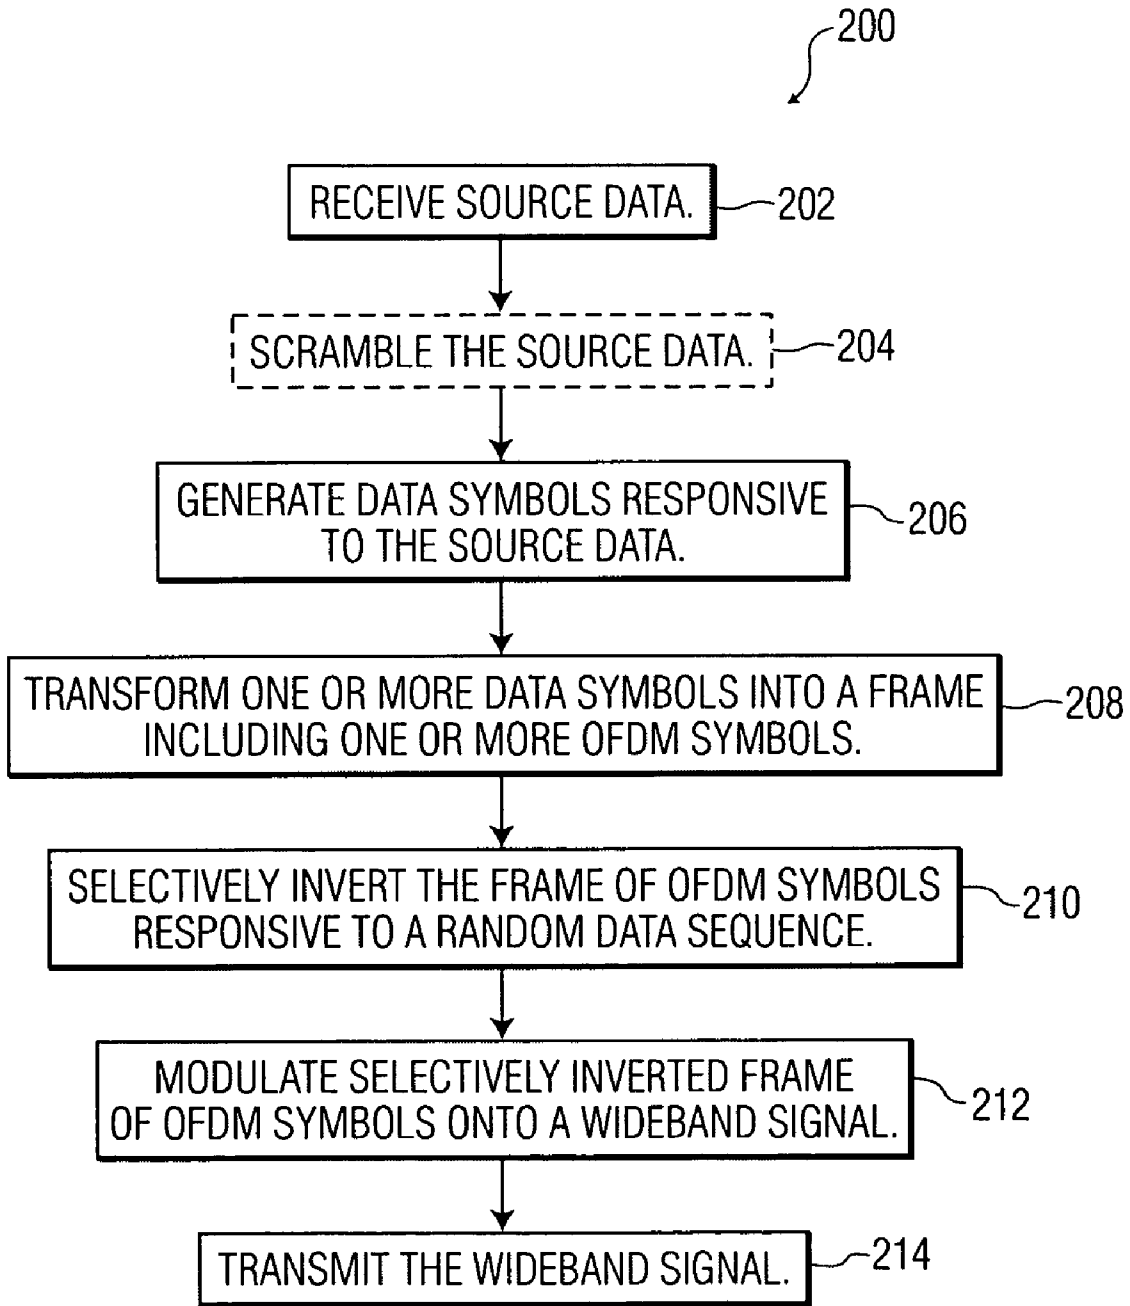 200
RECEIVE SOURCE DATA.
202
SCRAMBLE THE SOURCE DATA.
204
GENERATE DATA SYMBOLS RESPONSIVE
TO THE SOURCE DATA.
206
TRANSFORM ONE OR MORE DATA SYMBOLS INTO A FRAME
INCLUDING ONE OR MORE OFDM SYMBOLS.
208
SELECTIVELY INVERT THE FRAME OF OFDM SYMBOLS
RESPONSIVE TO A RANDOM DATA SEQUENCE.
210
MODULATE SELECTIVELY INVERTED FRAME
OF OFDM SYMBOLS ONTO A WIDEBAND SIGNAL.
212
TRANSMIT THE WIDEBAND SIGNAL.
214